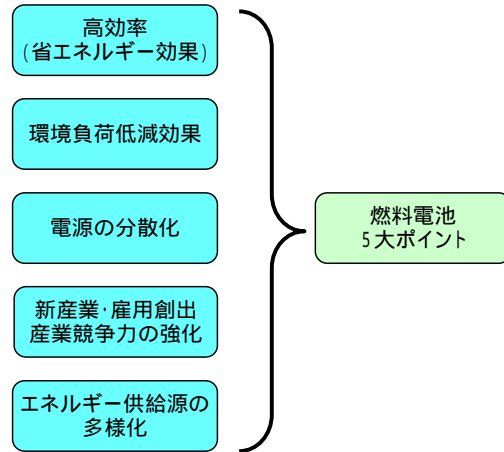 高効率
(省エネルギー効果)
環境負荷低減効果
電源の分散化
新産業･雇用創出
産業競争力の強化
エネルギー供給源の
多様化
燃料電池
5大ポイント